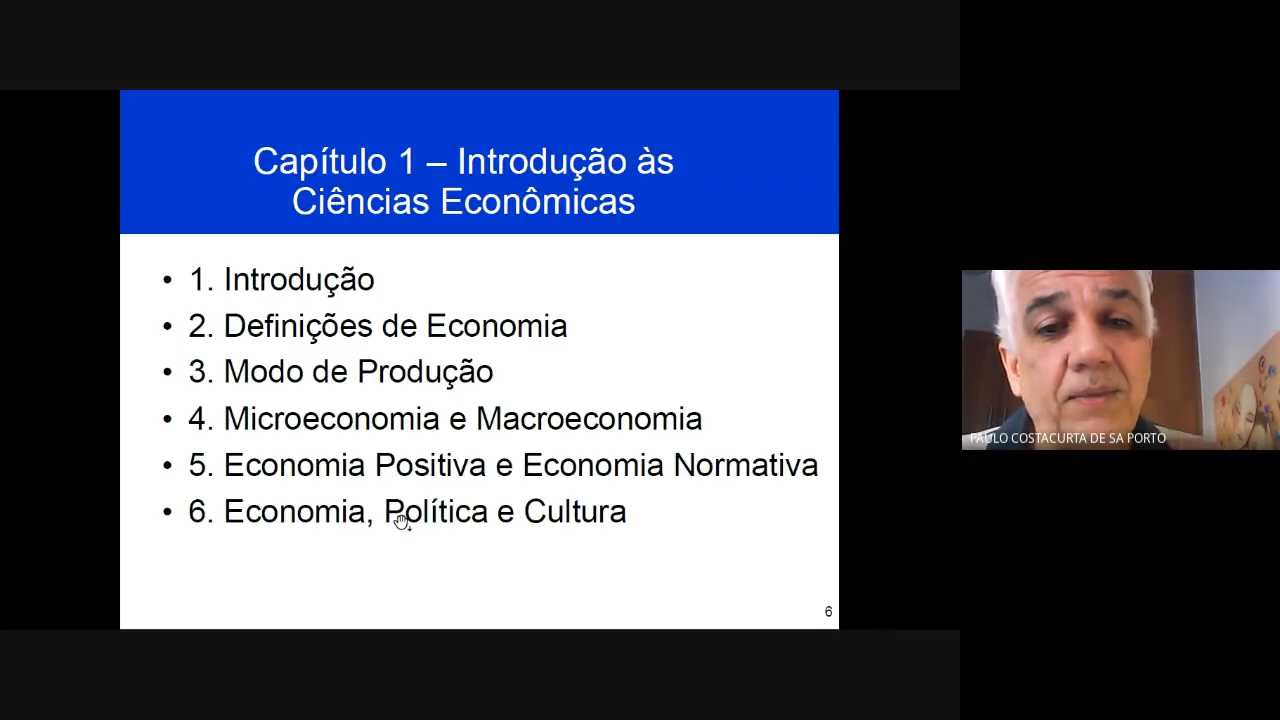 Capítulo 1 – Introdução às
Ciências Econômicas
• 1. Introdução
• 2. Definições de Economia
• 3. Modo de Produção
• 4. Microeconomia e Macroeconomia
• 5. Economia Positiva e Economia Normativa
• 6. Economia, Política e Cultura
6
PAULO COSTACURTA DE SA PORTO